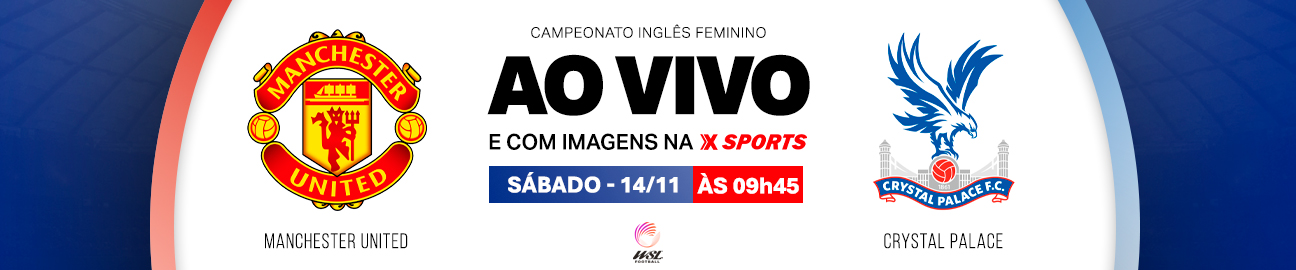 CAMPEONATO INGLÊS FEMININO
AO VIVO
E COM IMAGENS NA X SPORTS
SÁBADO - 14/11 ÀS 09h45
MANCHESTER
UNITED
MANCHESTER UNITED
1861
CRYSTAL PALACE F.C.
CRYSTAL PALACE
WSL
FOOTBALL